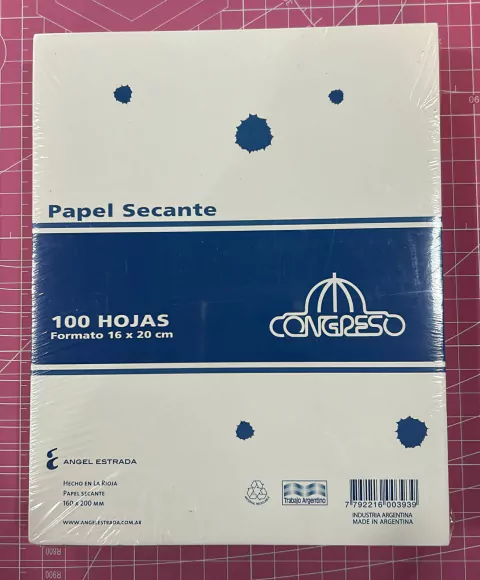 Papel Secante
100 HOJAS
Formato 16 x 20 cm
CONGRESO
ANGEL ESTRADA
HECHO EN LA RIOJA
PAPEL SECANTE
160 x 200 MM
WWW.ANGELESTRADA.COM.AR
Trabajo Argentino
7 792216 003939
INDUSTRIA ARGENTINA
MADE IN ARGENTINA